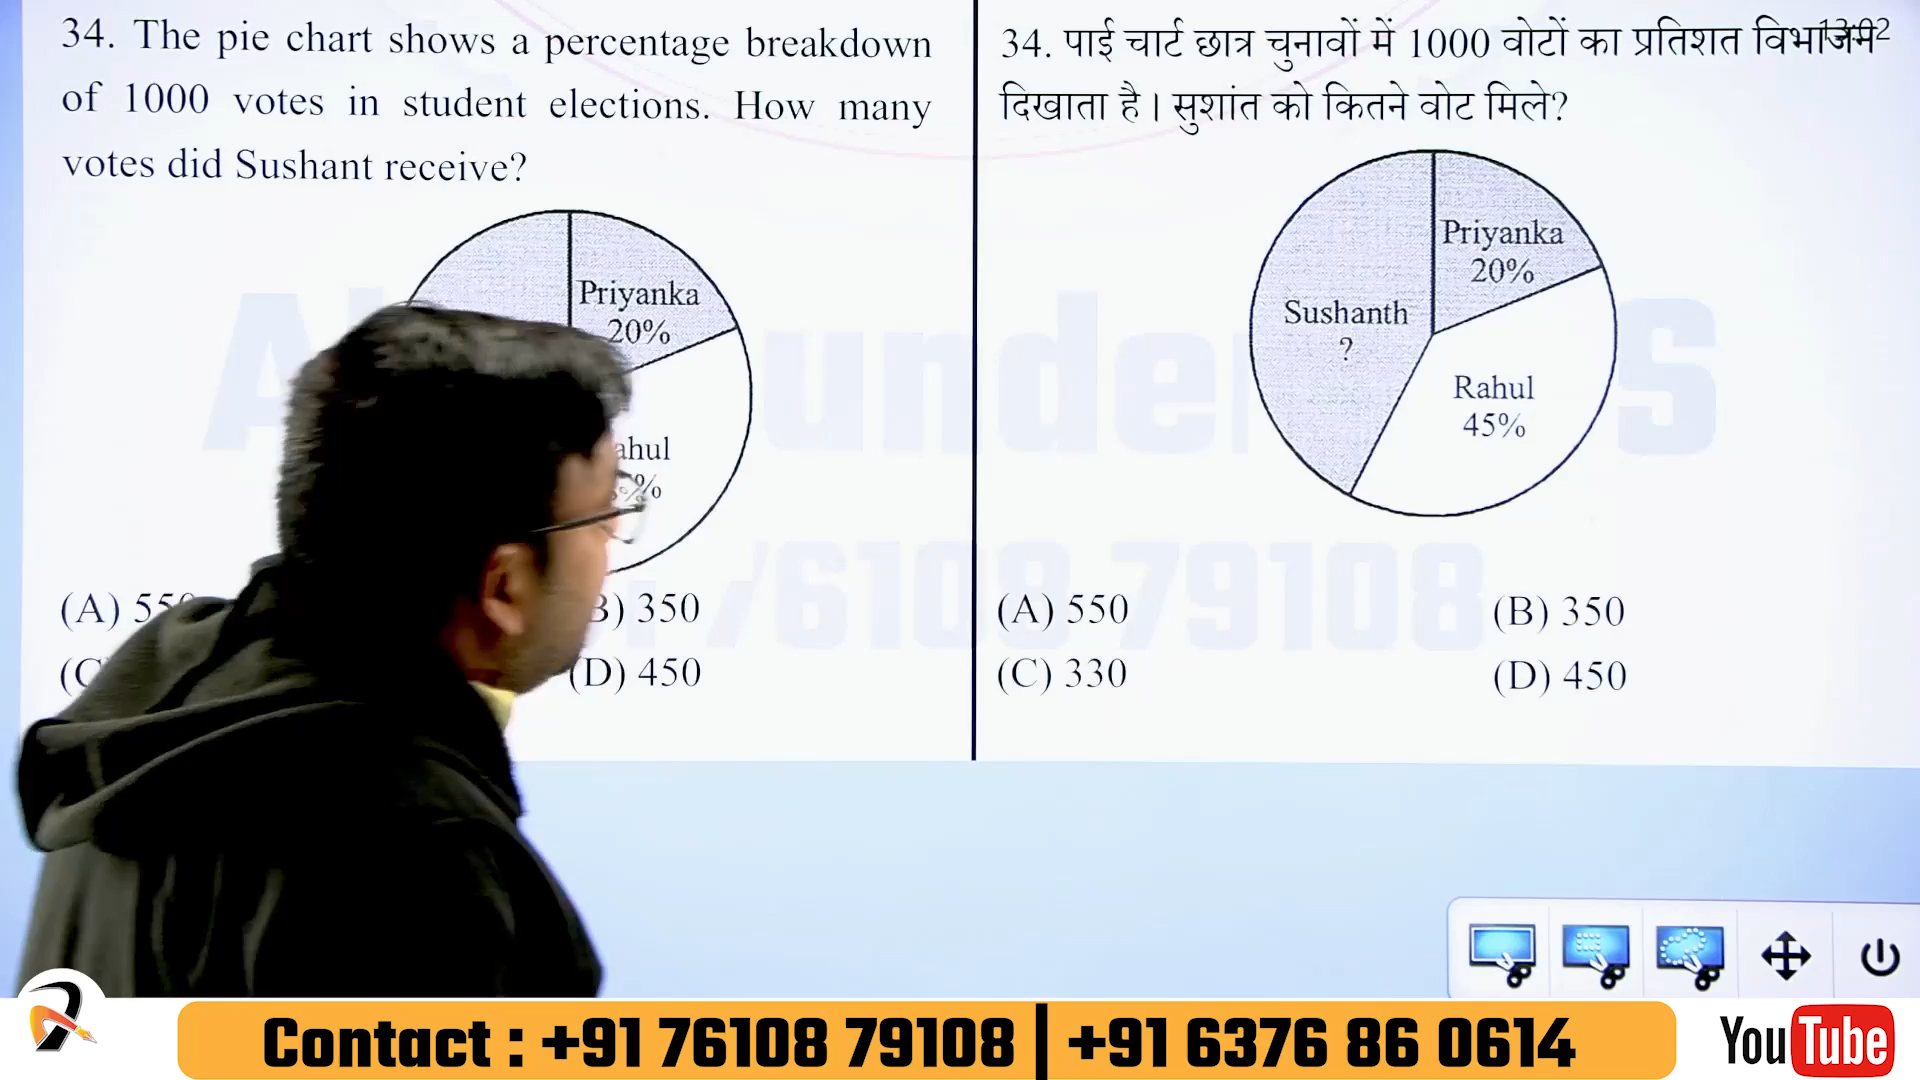 34. The pie chart shows a percentage breakdown
of 1000 votes in student elections. How many
votes did Sushant receive?
Priyanka
20%
(B) 350
(D) 450
34. पाई चार्ट छात्र चुनावों में 1000 वोटों का प्रतिशत विभाजन
दिखाता है। सुशांत को कितने वोट मिले?
Priyanka
20%
Sushanth
?
Rahul
45%
(A) 550
(B) 350
(C) 330
(D) 450
Contact : +91 76108 79108 | +91 6376 86 0614
YouTube